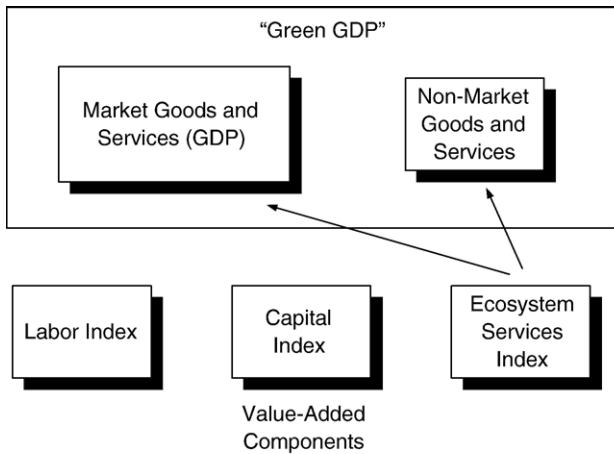 “Green GDP”
Market Goods and
Services (GDP)
Non-Market
Goods and
Services
Labor Index
Capital
Index
Ecosystem
Services
Index
Value-Added
Components